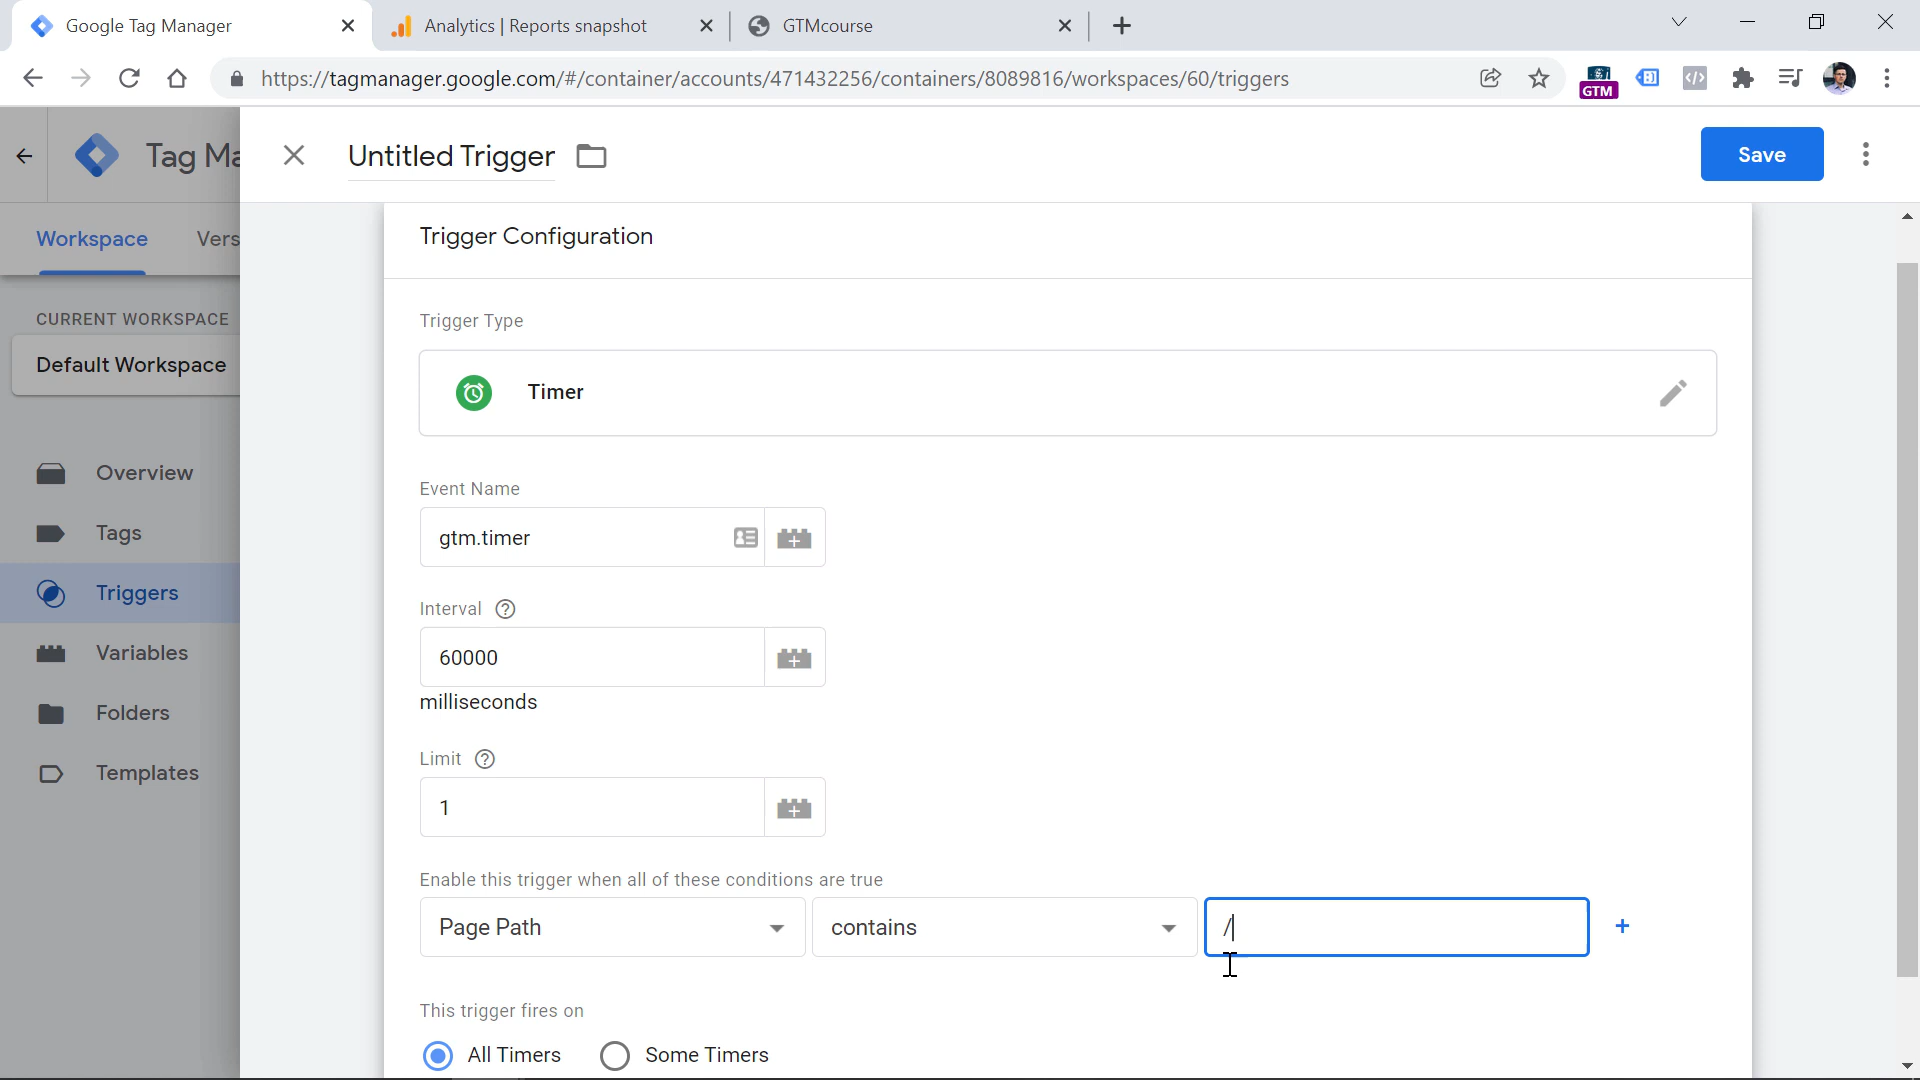 Google Tag Manager
Analytics | Reports snapshot
GTMcourse
https://tagmanager.google.com/#/container/accounts/471432256/containers/8089816/workspaces/60/triggers
GTM
Tag Ma
Untitled Trigger
Save
Workspace
Vers
CURRENT WORKSPACE
Default Workspace
Overview
Tags
Triggers
Variables
Folders
Templates
Trigger Configuration
Trigger Type
Timer
Event Name
gtm.timer
Interval
60000
milliseconds
Limit
1
Enable this trigger when all of these conditions are true
Page Path
contains
/
+
This trigger fires on
All Timers
Some Timers